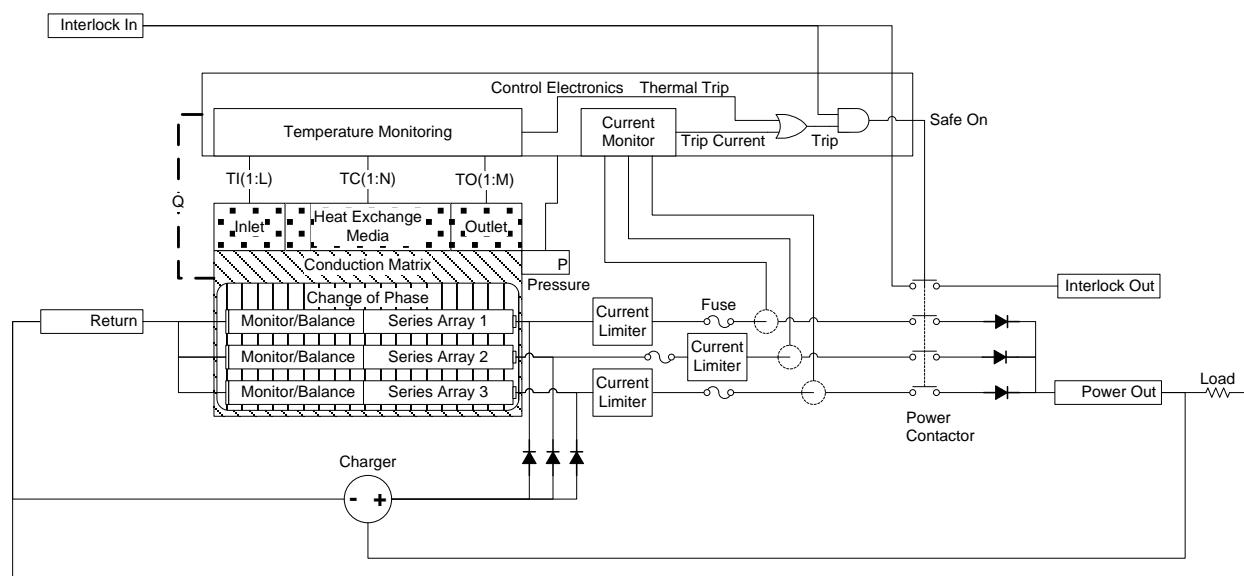 Interlock In
Control Electronics
Thermal Trip
Temperature Monitoring
Current
Monitor
Trip Current
Trip
Safe On
TI(1:L)
TC(1:N)
TO(1:M)
Q
Inlet
Heat Exchange
Media
Outlet
Conduction Matrix
P
Pressure
Change of Phase
Interlock Out
Return
Monitor/Balance
Series Array 1
Current
Limiter
Fuse
Monitor/Balance
Series Array 2
Current
Limiter
Monitor/Balance
Series Array 3
Current
Limiter
Power Out
Load
Power
Contactor
Charger
- +